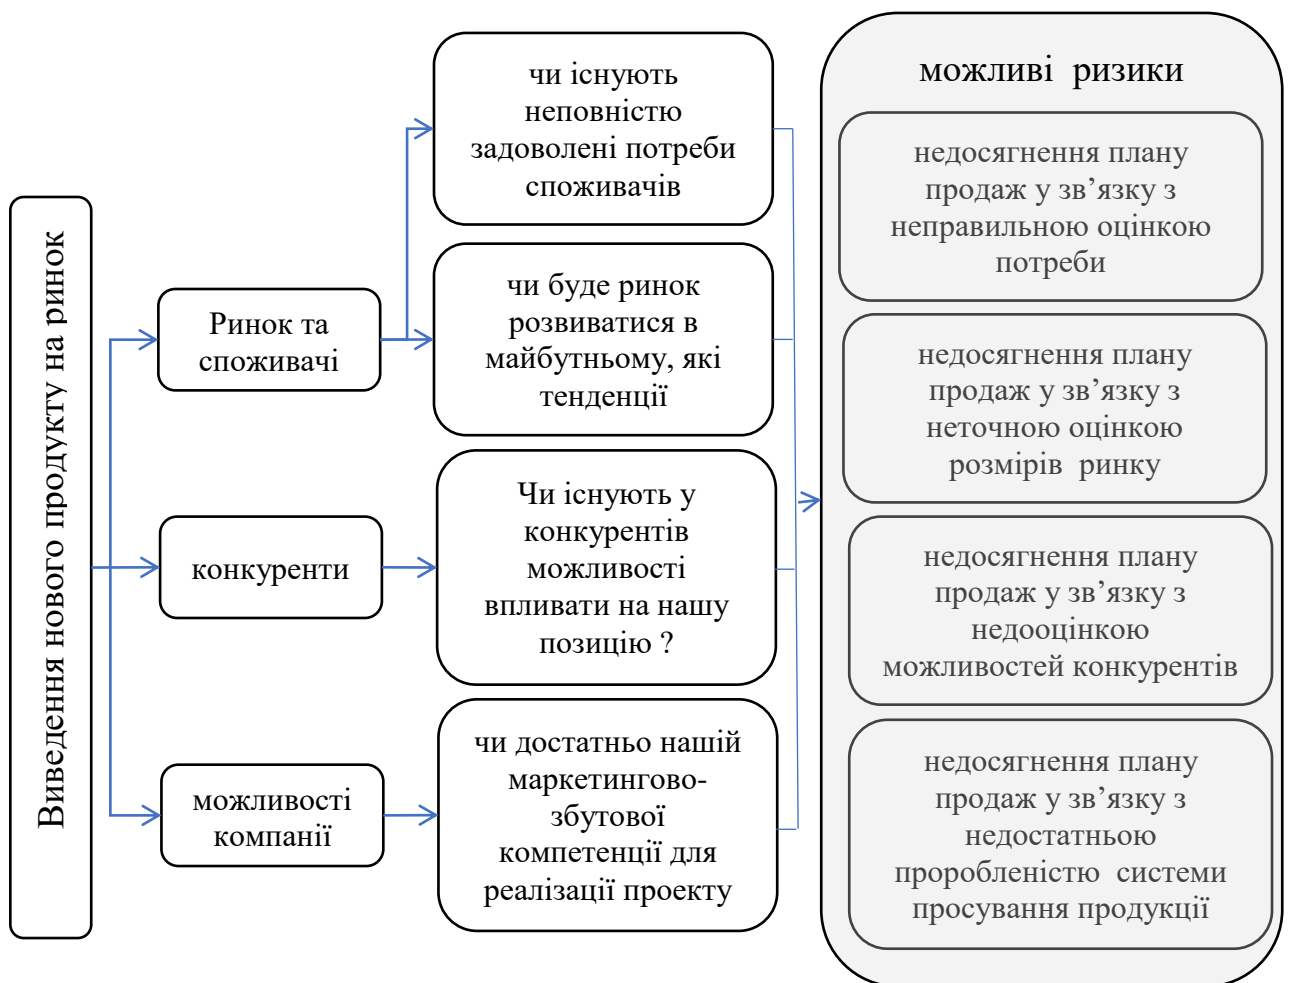 Виведення нового продукту на ринок
Ринок та
споживачі
конкуренти
можливості
компанії
чи існують
неповністю
задоволені потреби
споживачів
чи буде ринок
розвиватися в
майбутньому, які
тенденції
Чи існують у
конкурентів
можливості
впливати на нашу
позицію ?
чи достатньо нашій
маркетингово-
збутової
компетенції для
реалізації проекту
можливі ризики
недосягнення плану
продаж у зв’язку з
неправильною оцінкою
потреби
недосягнення плану
продаж у зв’язку з
неточною оцінкою
розмірів ринку
недосягнення плану
продаж у зв’язку з
недооцінкою
можливостей конкурентів
недосягнення плану
продаж у зв’язку з
недостатньою
проробленістю системи
просування продукції